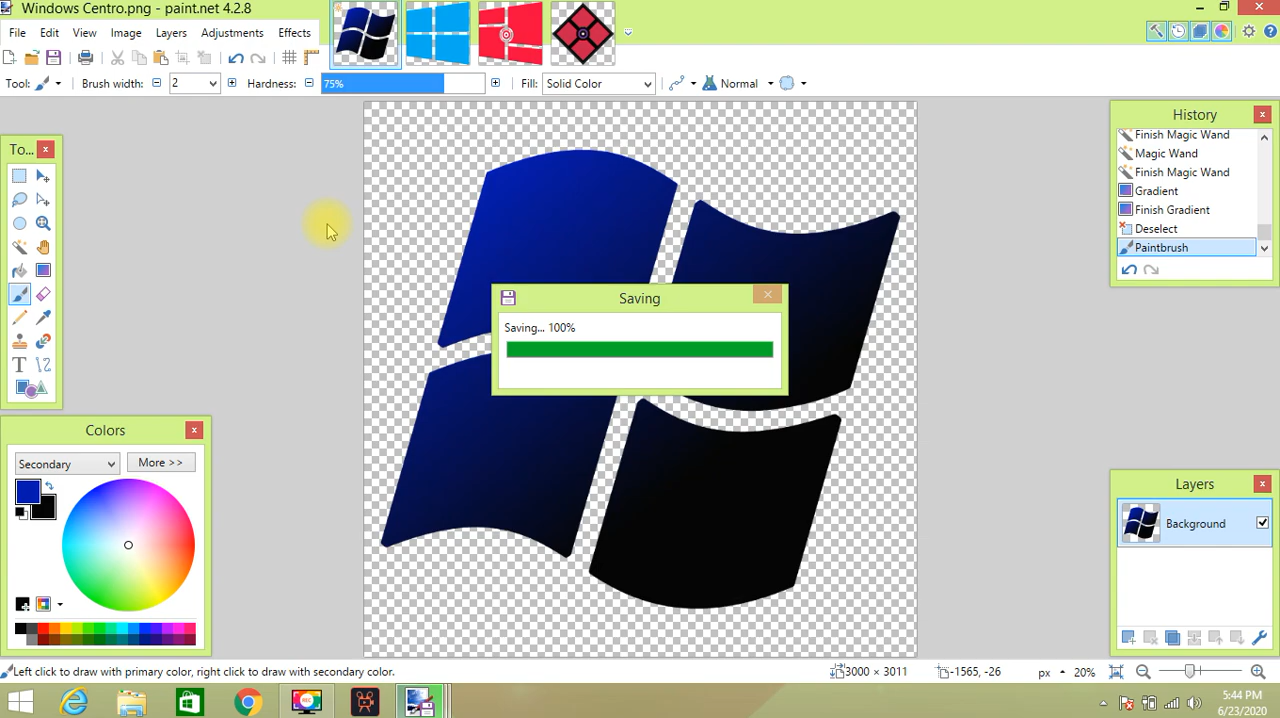 Windows Centro.png - paint.net 4.2.8
File Edit View Image Layers Adjustments Effects
Tool: Brush width: 2 Hardness: 75% Fill: Solid Color Normal
To...
History
Finish Magic Wand
Magic Wand
Finish Magic Wand
Gradient
Finish Gradient
Deselect
Paintbrush
Saving
Saving... 100%
Colors
Secondary More >>
Layers
Background
Left click to draw with primary color, right click to draw with secondary color. 3000 × 3011 -1565, -26 px 20%
REC
5:44 PM
6/23/2020